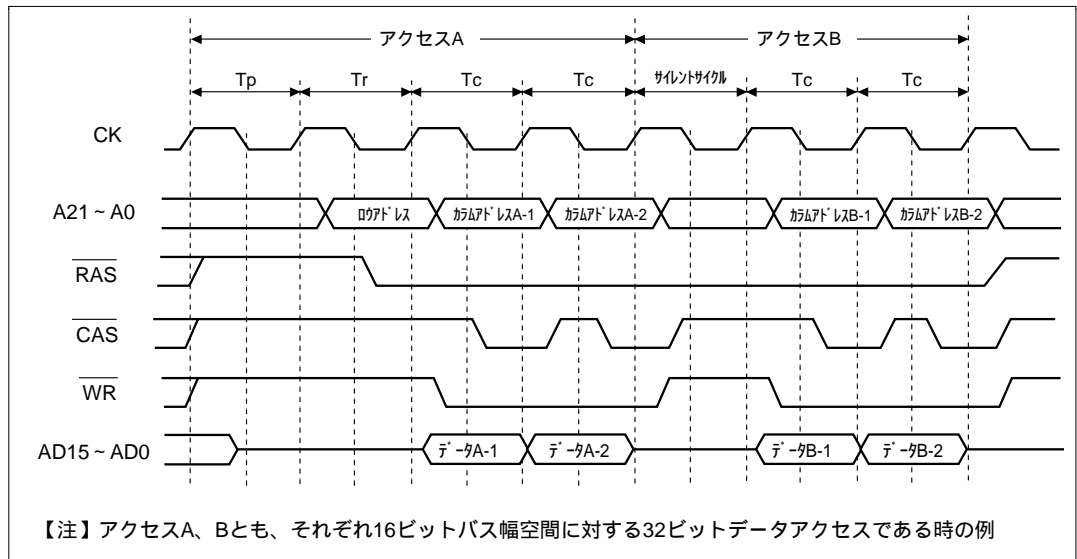 アクセスA アクセスB
Tp Tr Tc Tc サイレントサイクル Tc Tc
CK
A21 ~ A0 ロウアドレス カラムアドレスA-1 カラムアドレスA-2 カラムアドレスB-1 カラムアドレスB-2
RAS
CAS
WR
AD15 ~ AD0 データA-1 データA-2 データB-1 データB-2
【注】アクセスA、Bとも、それぞれ16ビットバス幅空間に対する32ビットデータアクセスである時の例